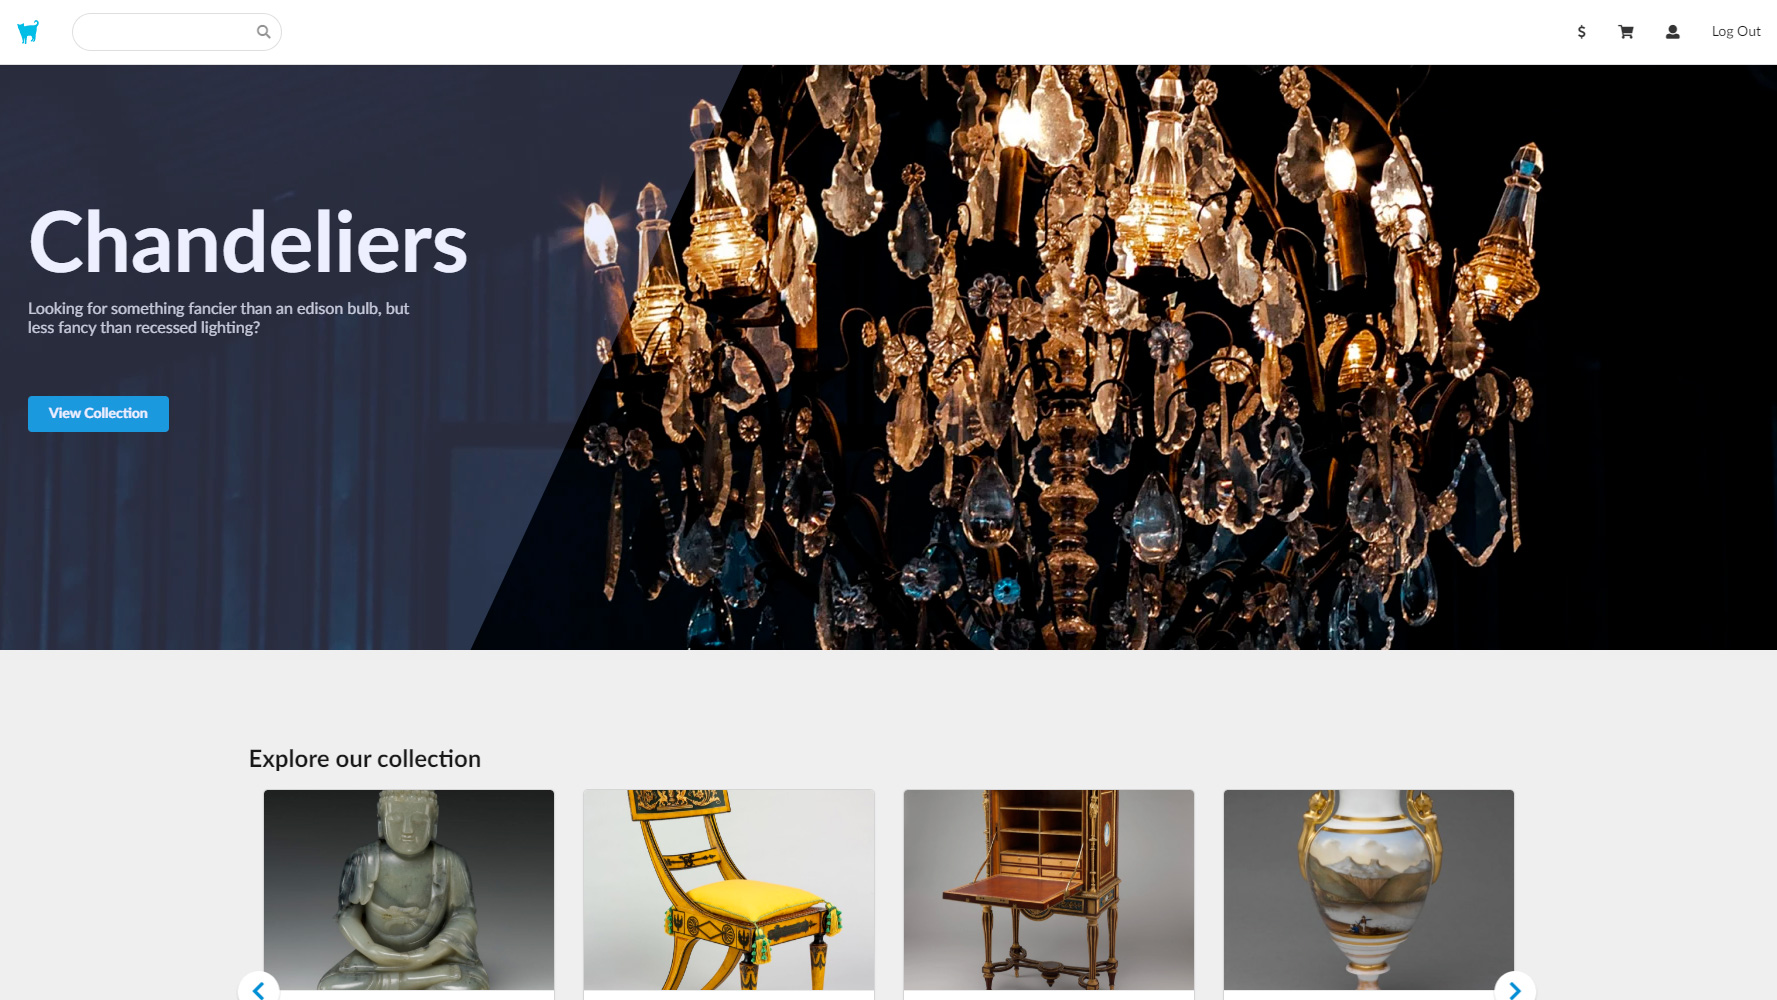 Log Out
Chandeliers
Looking for something fancier than an edison bulb, but
less fancy than recessed lighting?
View Collection
Explore our collection